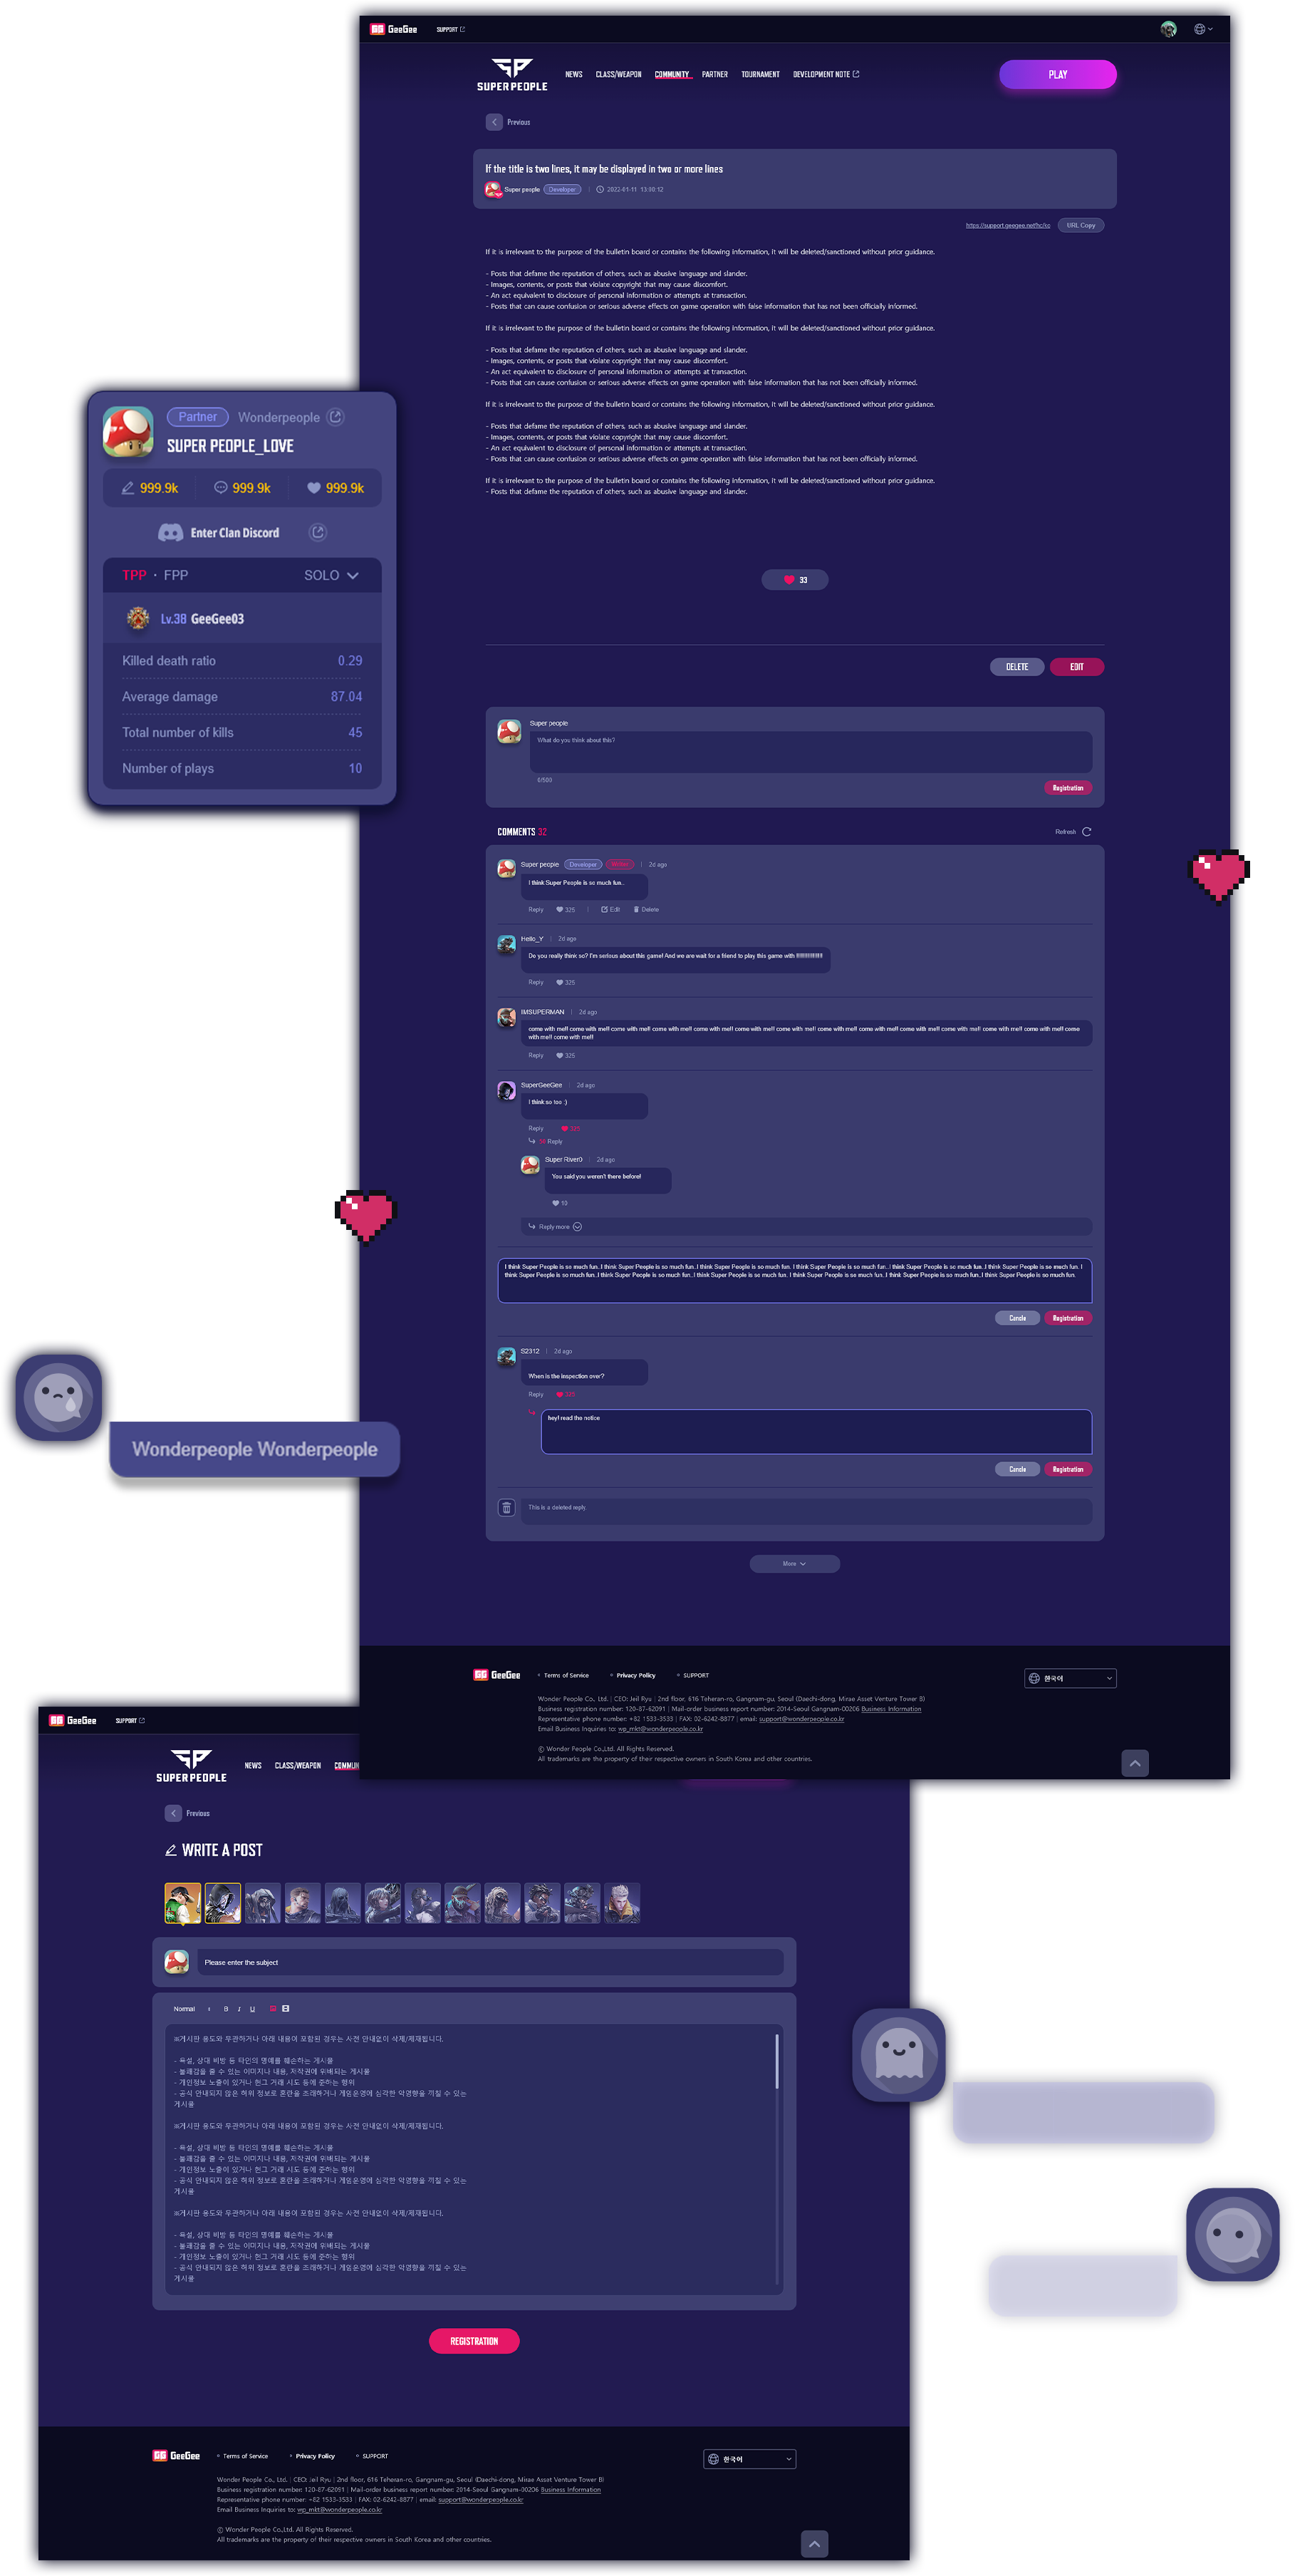 GeeGee
SUPPORT
SUPER PEOPLE
NEWS CLASS/WEAPON COMMUNITY PARTNER TOURNAMENT DEVELOPMENT NOTE
PLAY
Previous
If the title is two lines, it may be displayed in two or more lines
Super people Developer 2022-01-11 13:00:12
https://support.geegee.net/hc/co URL Copy
If it is irrelevant to the purpose of the bulletin board or contains the following information, it will be deleted/sanctioned without prior guidance.
- Posts that defame the reputation of others, such as abusive language and slander.
- Images, contents, or posts that violate copyright that may cause discomfort.
- An act equivalent to disclosure of personal information or attempts at transaction.
- Posts that can cause confusion or serious adverse effects on game operation with false information that has not been officially informed.
If it is irrelevant to the purpose of the bulletin board or contains the following information, it will be deleted/sanctioned without prior guidance.
- Posts that defame the reputation of others, such as abusive language and slander.
- Images, contents, or posts that violate copyright that may cause discomfort.
- An act equivalent to disclosure of personal information or attempts at transaction.
- Posts that can cause confusion or serious adverse effects on game operation with false information that has not been officially informed.
If it is irrelevant to the purpose of the bulletin board or contains the following information, it will be deleted/sanctioned without prior guidance.
- Posts that defame the reputation of others, such as abusive language and slander.
- Images, contents, or posts that violate copyright that may cause discomfort.
- An act equivalent to disclosure of personal information or attempts at transaction.
- Posts that can cause confusion or serious adverse effects on game operation with false information that has not been officially informed.
If it is irrelevant to the purpose of the bulletin board or contains the following information, it will be deleted/sanctioned without prior guidance.
- Posts that defame the reputation of others, such as abusive language and slander.
33
DELETE EDIT
Partner Wonderpeople
SUPER PEOPLE_LOVE
999.9k 999.9k 999.9k
Enter Clan Discord
TPP · FPP SOLO
Lv.38 GeeGee03
Killed death ratio 0.29
Average damage 87.04
Total number of kills 45
Number of plays 10
Super people
What do you think about this?
0/500
Registration
COMMENTS 32
Refresh
Super people Developer Writer 2d ago
I think Super People is so much fun..
Reply 325 Edit Delete
Hello_Y 2d ago
Do you really think so? I'm serious about this game! And we are wait for a friend to play this game with
Reply 325
IMSUPERMAN 2d ago
come with me!! come with me!! come with me!! come with me!! come with me!! come with me!! come with me!! come with me!! come with me!! come with me!! come with me!! come with me!! come with me!! come
with me!! come with me!!
Reply 325
SuperGeeGee 2d ago
I think so too :)
Reply 325
Reply
Super River0 2d ago
You said you weren't there before!
10
Reply more
I think Super People is so much fun..I think Super People is so much fun..I think Super People is so much fun. I think Super People is so much fun..I think Super People is so much fun..I think Super People is so much fun. I
think Super People is so much fun..I think Super People is so much fun..I think Super People is so much fun. I think Super People is so much fun..I think Super People is so much fun..I think Super People is so much fun.
Cancle Registration
S2312 2d ago
When is the inspection over?
Reply 325
hey! read the notice
Cancle Registration
This is a deleted reply
More
Wonderpeople Wonderpeople
GeeGee
Terms of Service Privacy Policy SUPPORT
한국어
Wonder People Co., Ltd. | CEO: Jeil Ryu | 2nd floor, 616 Teheran-ro, Gangnam-gu, Seoul (Daechi-dong, Mirae Asset Venture Tower B)
Business registration number: 120-87-62091 | Mail-order business report number: 2014-Seoul Gangnam-00206 Business Information
Representative phone number: +82 1533-3533 | FAX: 02-6242-8877 | email: support@wonderpeople.co.kr
Email Business Inquiries to: wp_mkt@wonderpeople.co.kr
© Wonder People Co.,Ltd. All Rights Reserved.
All trademarks are the property of their respective owners in South Korea and other countries.
GeeGee
SUPPORT
SUPER PEOPLE
NEWS CLASS/WEAPON COMMUN
Previous
WRITE A POST
Please enter the subject
Normal B I U
※게시판 용도와 무관하거나 아래 내용이 포함된 경우는 사전 안내없이 삭제/제재됩니다.
- 욕설, 상대 비방 등 타인의 명예를 훼손하는 게시물
- 불쾌감을 줄 수 있는 이미지나 내용, 저작권에 위배되는 게시물
- 개인정보 노출이 있거나 현그 거래 시도 등에 준하는 행위
- 공식 안내되지 않은 허위 정보로 혼란을 초래하거나 게임운영에 심각한 악영향을 끼칠 수 있는
게시물
※게시판 용도와 무관하거나 아래 내용이 포함된 경우는 사전 안내없이 삭제/제재됩니다.
- 욕설, 상대 비방 등 타인의 명예를 훼손하는 게시물
- 불쾌감을 줄 수 있는 이미지나 내용, 저작권에 위배되는 게시물
- 개인정보 노출이 있거나 현그 거래 시도 등에 준하는 행위
- 공식 안내되지 않은 허위 정보로 혼란을 초래하거나 게임운영에 심각한 악영향을 끼칠 수 있는
게시물
※게시판 용도와 무관하거나 아래 내용이 포함된 경우는 사전 안내없이 삭제/제재됩니다.
- 욕설, 상대 비방 등 타인의 명예를 훼손하는 게시물
- 불쾌감을 줄 수 있는 이미지나 내용, 저작권에 위배되는 게시물
- 개인정보 노출이 있거나 현그 거래 시도 등에 준하는 행위
- 공식 안내되지 않은 허위 정보로 혼란을 초래하거나 게임운영에 심각한 악영향을 끼칠 수 있는
게시물
REGISTRATION
GeeGee
Terms of Service Privacy Policy SUPPORT
한국어
Wonder People Co., Ltd. | CEO: Jeil Ryu | 2nd floor, 616 Teheran-ro, Gangnam-gu, Seoul (Daechi-dong, Mirae Asset Venture Tower B)
Business registration number: 120-87-62091 | Mail-order business report number: 2014-Seoul Gangnam-00206 Business Information
Representative phone number: +82 1533-3533 | FAX: 02-6242-8877 | email: support@wonderpeople.co.kr
Email Business Inquiries to: wp_mkt@wonderpeople.co.kr
© Wonder People Co.,Ltd. All Rights Reserved.
All trademarks are the property of their respective owners in South Korea and other countries.